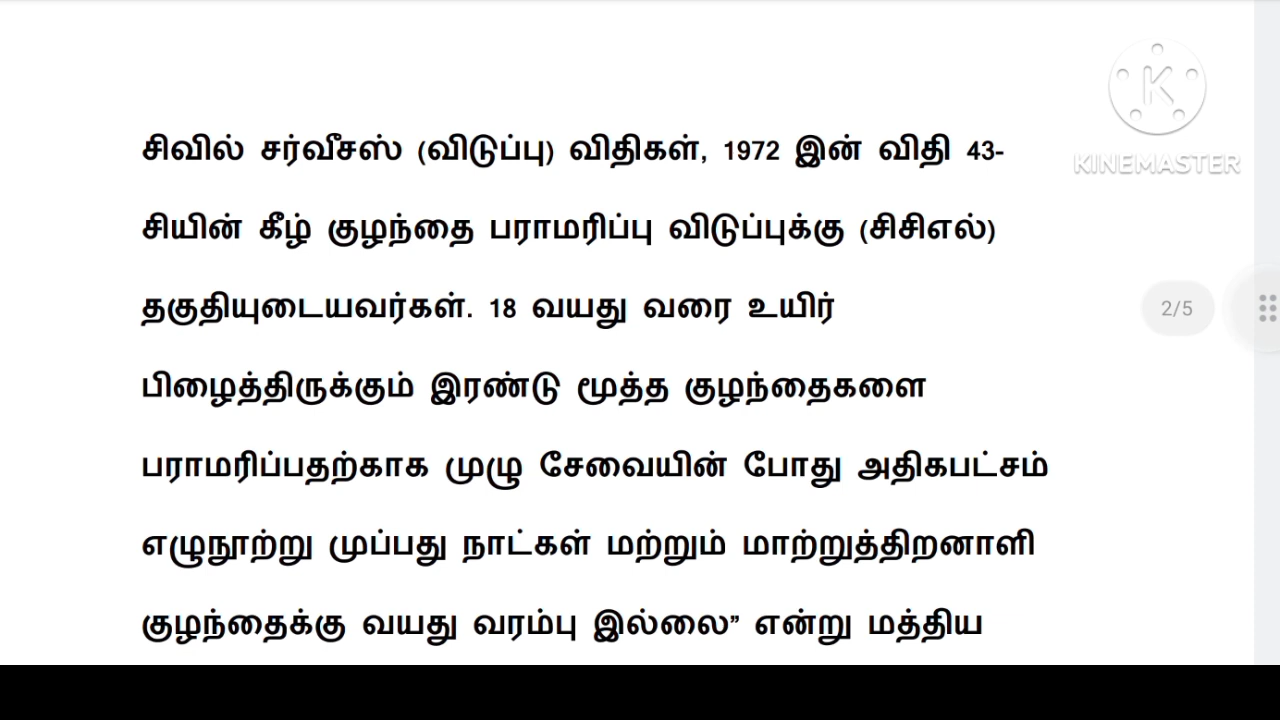 சிவில் சர்வீசஸ் (விடுப்பு) விதிகள், 1972 இன் விதி 43-
சியின் கீழ் குழந்தை பராமரிப்பு விடுப்புக்கு (சிசிஎல்)
தகுதியுடையவர்கள். 18 வயது வரை உயிர்
பிழைத்திருக்கும் இரண்டு மூத்த குழந்தைகளை
பராமரிப்பதற்காக முழு சேவையின் போது அதிகபட்சம்
எழுநூற்று முப்பது நாட்கள் மற்றும் மாற்றுத்திறனாளி
குழந்தைக்கு வயது வரம்பு இல்லை” என்று மத்திய
K
KINEMASTER
2/5